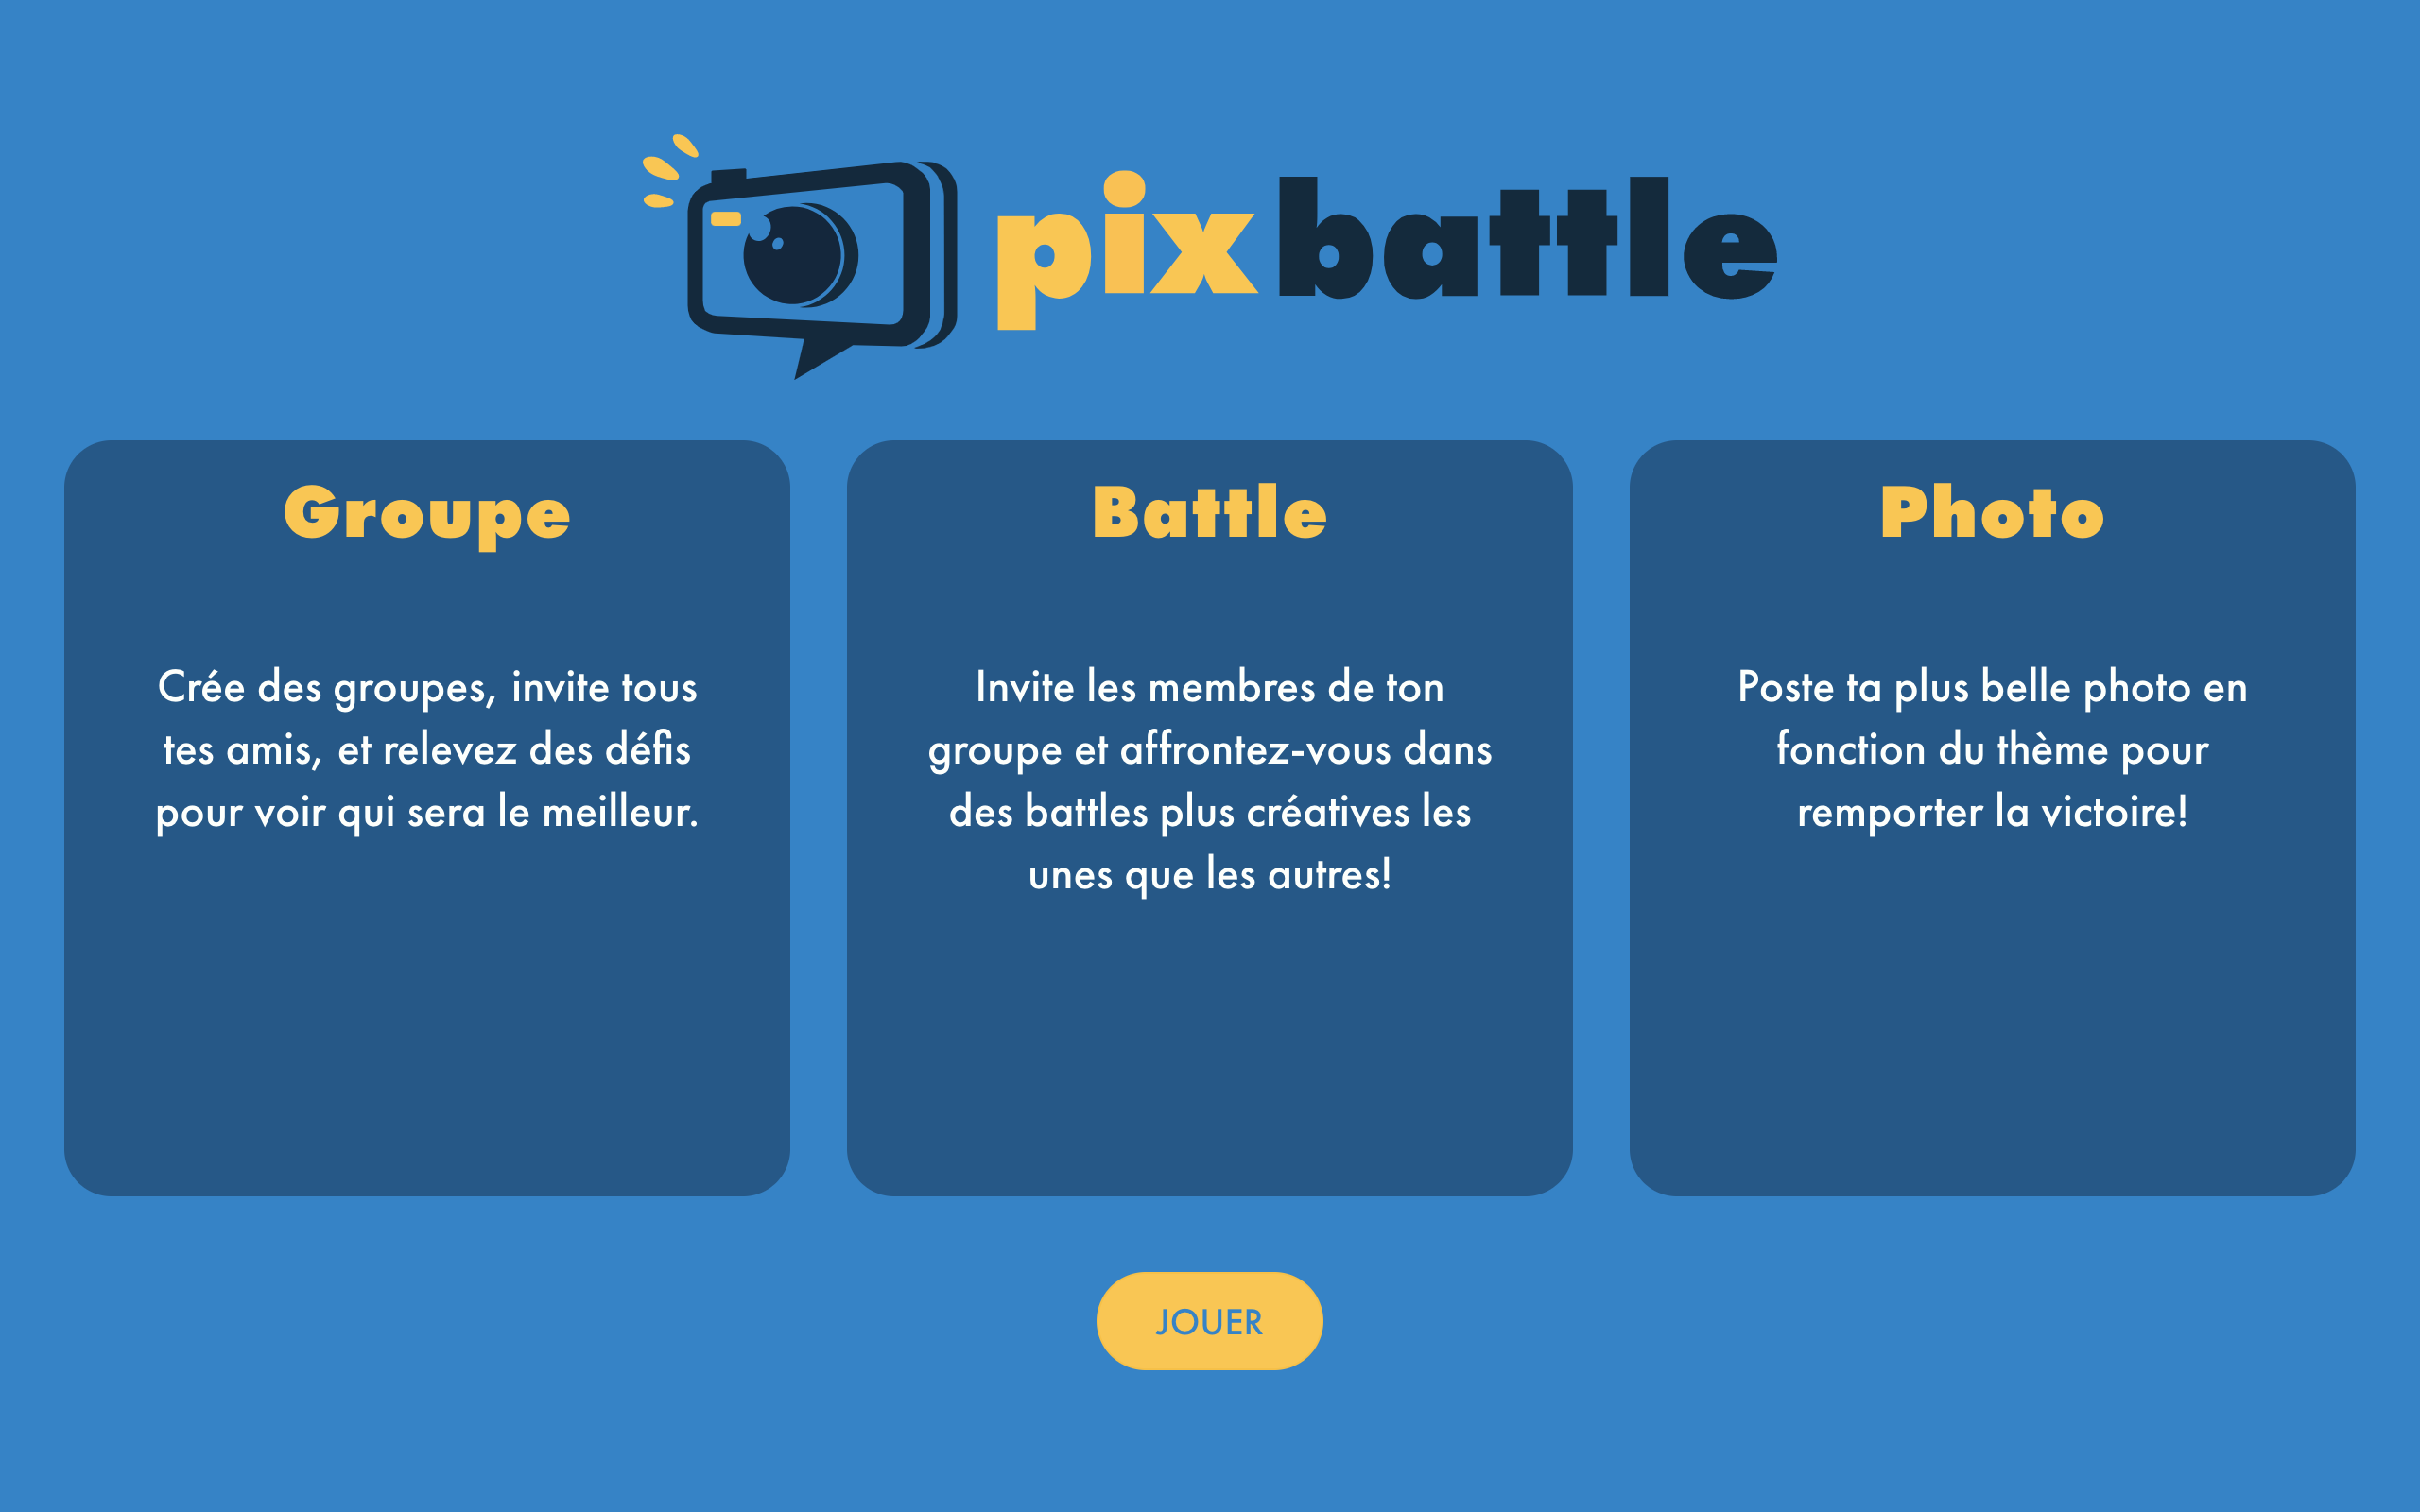 pixbattle
Groupe
Crée des groupes, invite tous
tes amis, et relevez des défis
pour voir qui sera le meilleur.
Battle
Invite les membres de ton
groupe et affrontez-vous dans
des battles plus créatives les
unes que les autres!
Photo
Poste ta plus belle photo en
fonction du thème pour
remporter la victoire!
JOUER